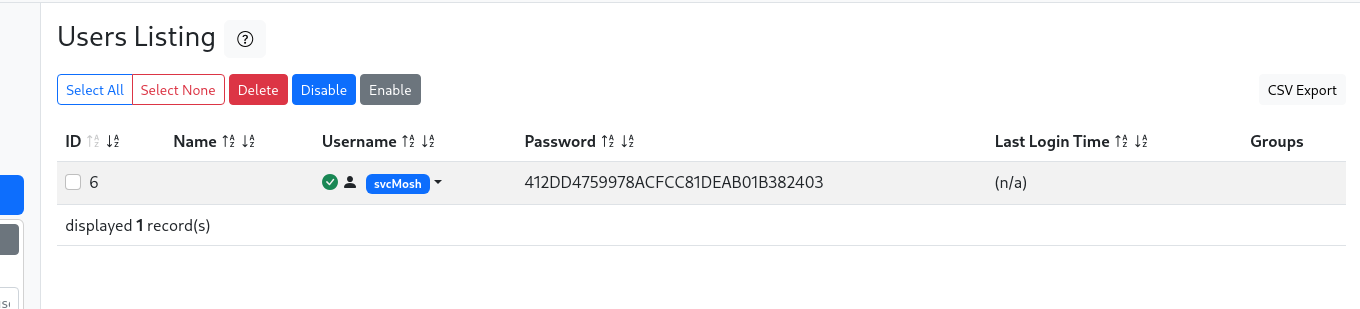 Users Listing
Select All Select None Delete Disable Enable CSV Export
ID Name Username Password Last Login Time Groups
6 svcMosh 412DD4759978ACFCC81DEAB01B382403 (n/a)
displayed 1 record(s)